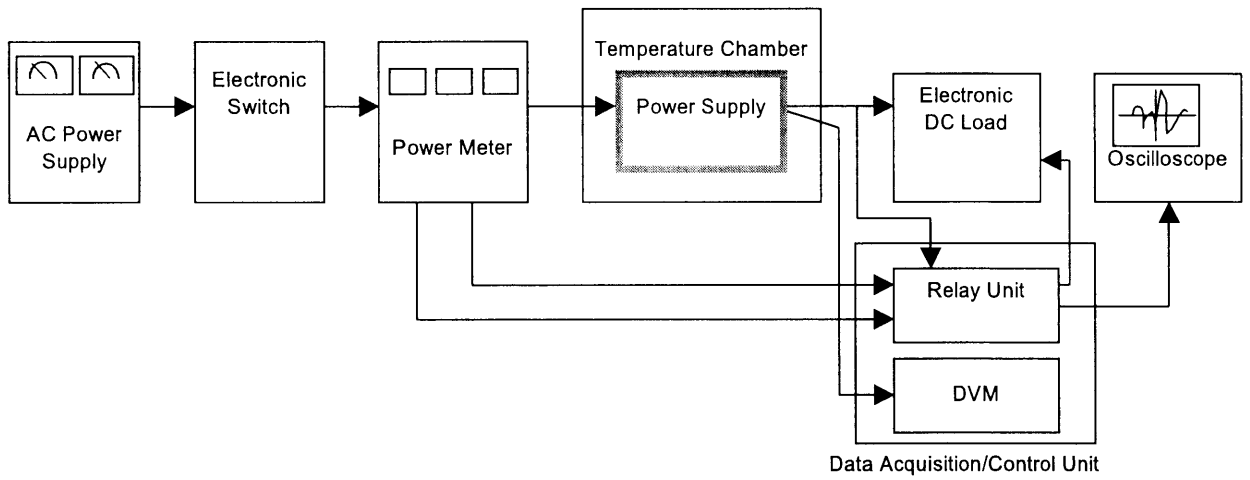 AC Power
Supply
Electronic
Switch
Power Meter
Temperature Chamber
Power Supply
Electronic
DC Load
Oscilloscope
Relay Unit
DVM
Data Acquisition/Control Unit